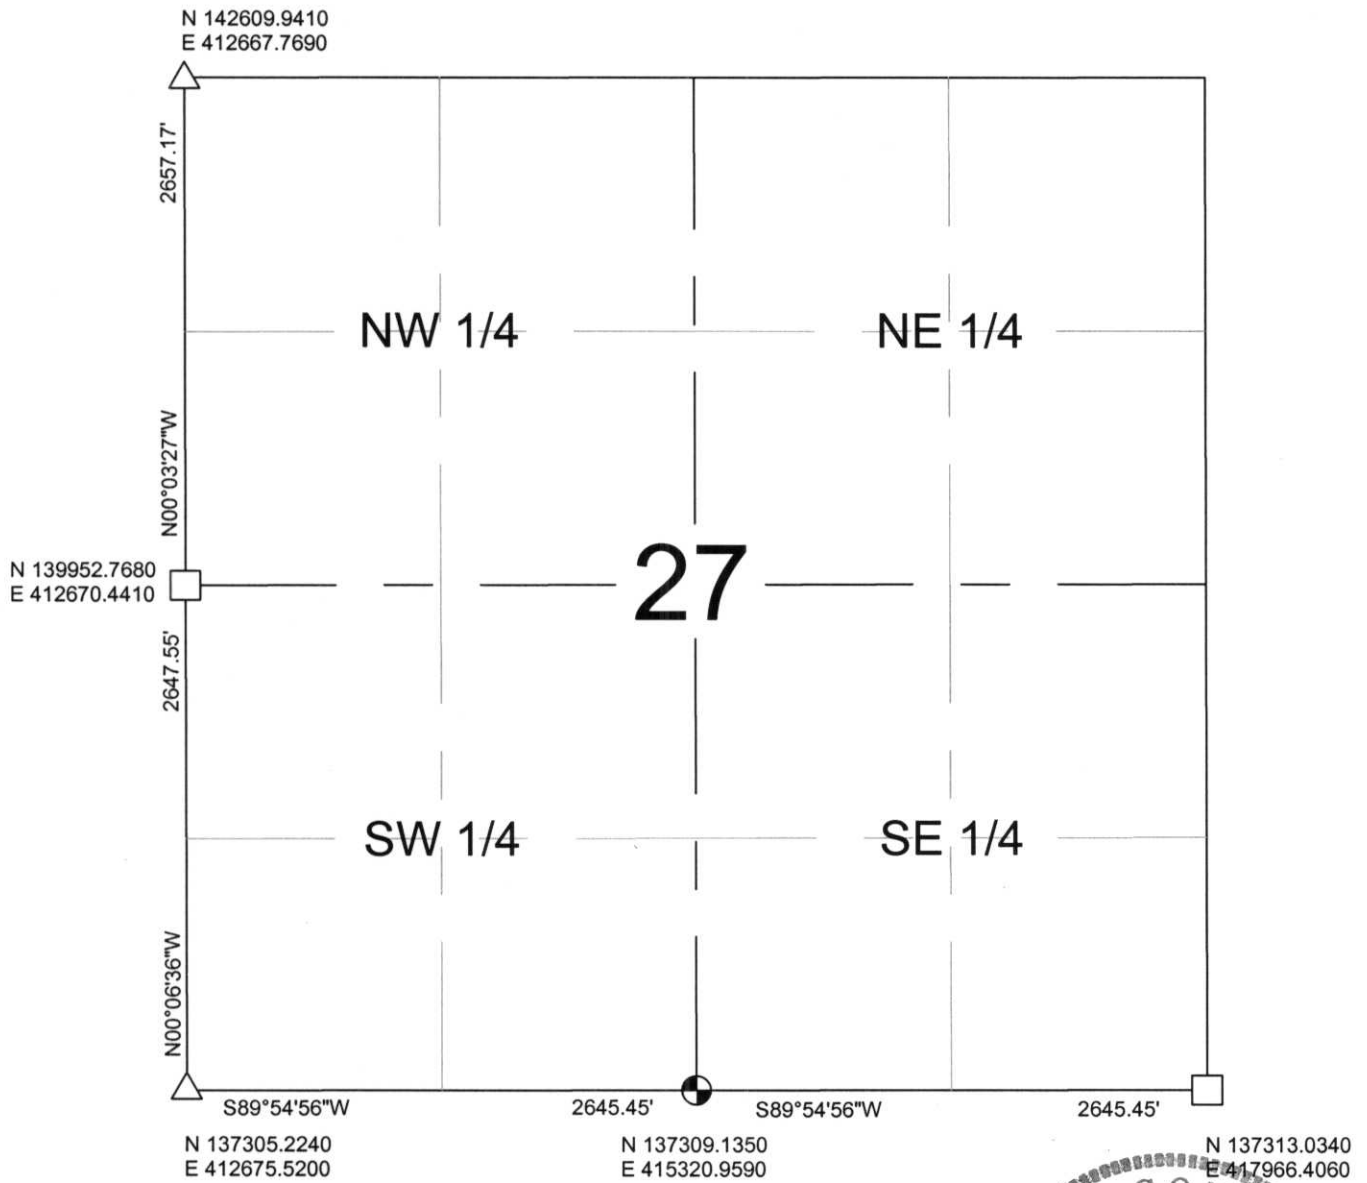 N 142609.9410
E 412667.7690
2657.17'
NW 1/4
NE 1/4
N00°03'27"W
27
N 139952.7680
E 412670.4410
2647.55'
SW 1/4
SE 1/4
N00°06'36"W
S89°54'56"W
2645.45'
S89°54'56"W
2645.45'
N 137305.2240
E 412675.5200
N 137309.1350
E 415320.9590
N 137313.0340
E 417966.4060